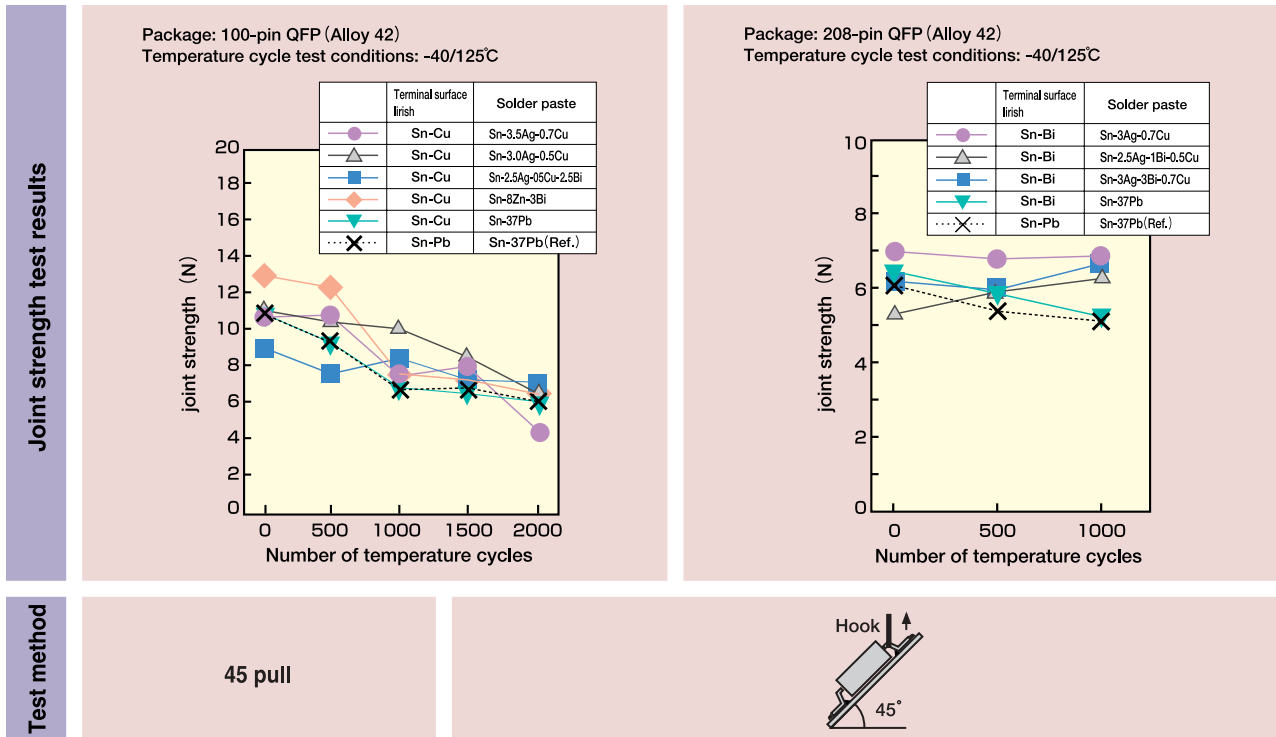 Joint strength test results
Package: 100-pin QFP (Alloy 42)
Temperature cycle test conditions: -40/125℃
Terminal surface lirish Solder paste
Sn-Cu Sn-3.5Ag-0.7Cu
Sn-Cu Sn-3.0Ag-0.5Cu
Sn-Cu Sn-2.5Ag-05Cu-2.5Bi
Sn-Cu Sn-8Zn-3Bi
Sn-Cu Sn-37Pb
Sn-Pb Sn-37Pb(Ref.)
joint strength (N)
20
18
16
14
12
10
8
6
4
2
0
0 500 1000 1500 2000
Number of temperature cycles
Package: 208-pin QFP (Alloy 42)
Temperature cycle test conditions: -40/125℃
Terminal surface lirish Solder paste
Sn-Bi Sn-3Ag-0.7Cu
Sn-Bi Sn-2.5Ag-1Bi-0.5Cu
Sn-Bi Sn-3Ag-3Bi-0.7Cu
Sn-Bi Sn-37Pb
Sn-Pb Sn-37Pb(Ref.)
joint strength (N)
10
8
6
4
2
0
0 500 1000
Number of temperature cycles
Test method
45 pull
Hook
45°